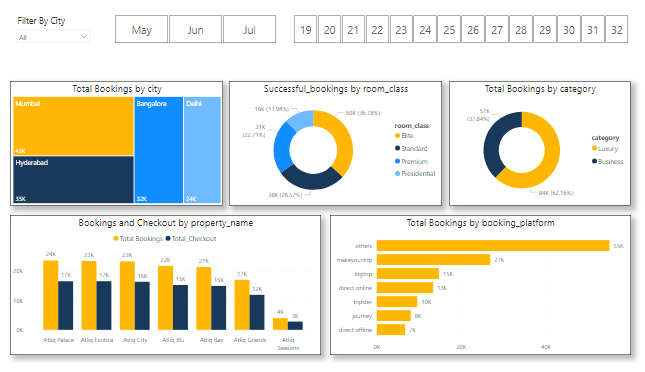 Filter By City
All
May Jun Jul
19 20 21 22 23 24 25 26 27 28 29 30 31 32
Total Bookings by city
Mumbai
43K
Hyderabad
35K
Bangalore
32K
Delhi
24K
Successful_bookings by room_class
16K (11.94%)
50K (36.78%)
31K
(22.71%)
38K (28.57%)
room_class
Elite
Standard
Premium
Presidential
Total Bookings by category
51K
(37.84%)
84K (62.16%)
category
Luxury
Business
Bookings and Checkout by property_name
Total Bookings Total_Checkout
20K
10K
0K
24K 17K 23K 17K 23K 16K 22K 15K 21K 15K 17K 12K 4K 3K
Atliq Palace Atliq Exotica Atliq City Atliq Blu Atliq Bay Atliq Grands Atliq
Seasons
Total Bookings by booking_platform
others 55K
makeyourtrip 27K
logtrip 15K
direct online 13K
tripster 10K
journey 8K
direct offline 7K
0K 20K 40K